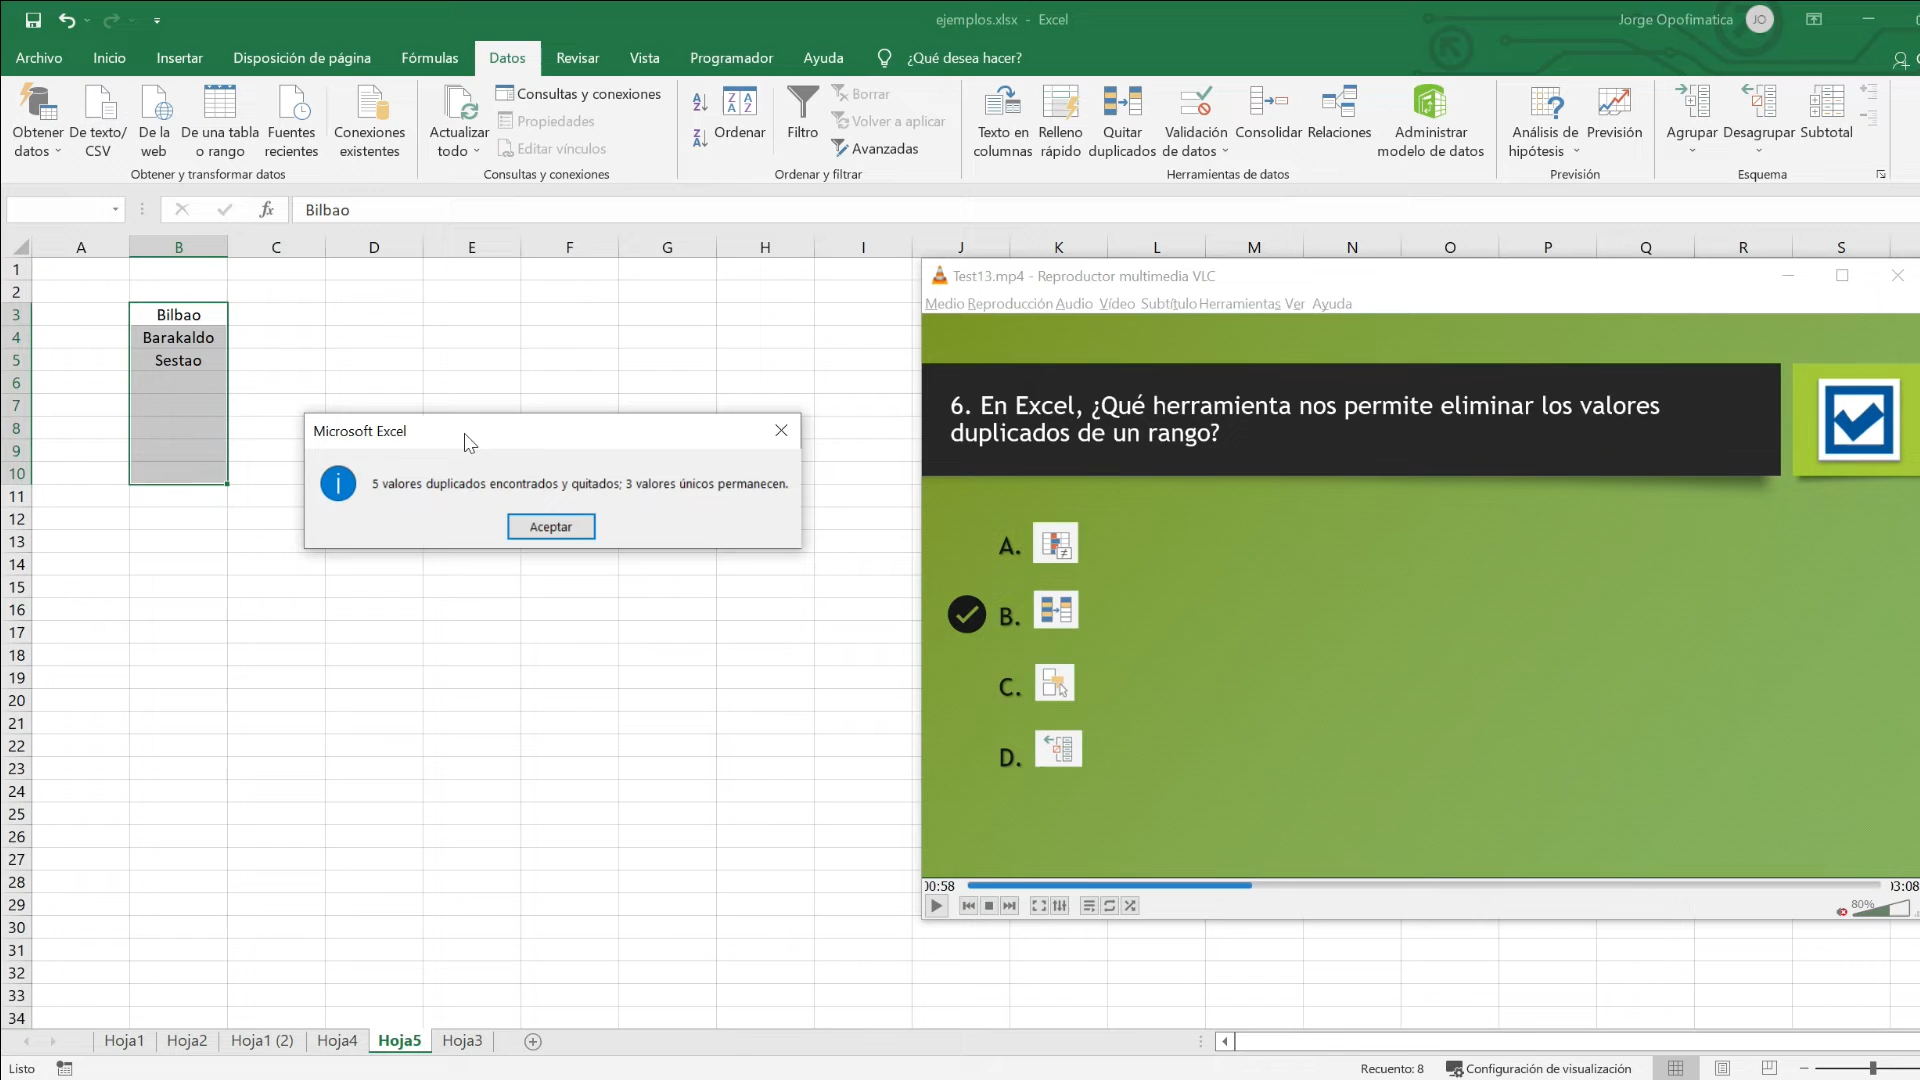 ejemplos.xlsx - Excel
Jorge Opofimatica
JO
Archivo Inicio Insertar Disposición de página Fórmulas Datos Revisar Vista Programador Ayuda ¿Qué desea hacer?
Obtener datos
De texto/ CSV
De la web
De una tabla o rango
Fuentes recientes
Conexiones existentes
Obtener y transformar datos
Actualizar todo
Consultas y conexiones
Propiedades
Editar vínculos
Consultas y conexiones
Ordenar
Filtro
Borrar
Volver a aplicar
Avanzadas
Ordenar y filtrar
Texto en columnas
Relleno rápido
Quitar duplicados
Validación de datos
Consolidar
Relaciones
Administrar modelo de datos
Herramientas de datos
Análisis de hipótesis
Previsión
Previsión
Agrupar
Desagrupar
Subtotal
Esquema
fx Bilbao
A B C D E F G H I J K L M N O P Q R S
1
2
3 Bilbao
4 Barakaldo
5 Sestao
6
7
8
9
10
11
12
13
14
15
16
17
18
19
20
21
22
23
24
25
26
27
28
29
30
31
32
33
34
Microsoft Excel
5 valores duplicados encontrados y quitados; 3 valores únicos permanecen.
Aceptar
Test13.mp4 - Reproductor multimedia VLC
Medio Reproducción Audio Vídeo Subtítulo Herramientas Ver Ayuda
6. En Excel, ¿Qué herramienta nos permite eliminar los valores
duplicados de un rango?
A.
B.
C.
D.
00:58
03:08
80%
Hoja1 Hoja2 Hoja1 (2) Hoja4 Hoja5 Hoja3
Listo
Recuento: 8
Configuración de visualización